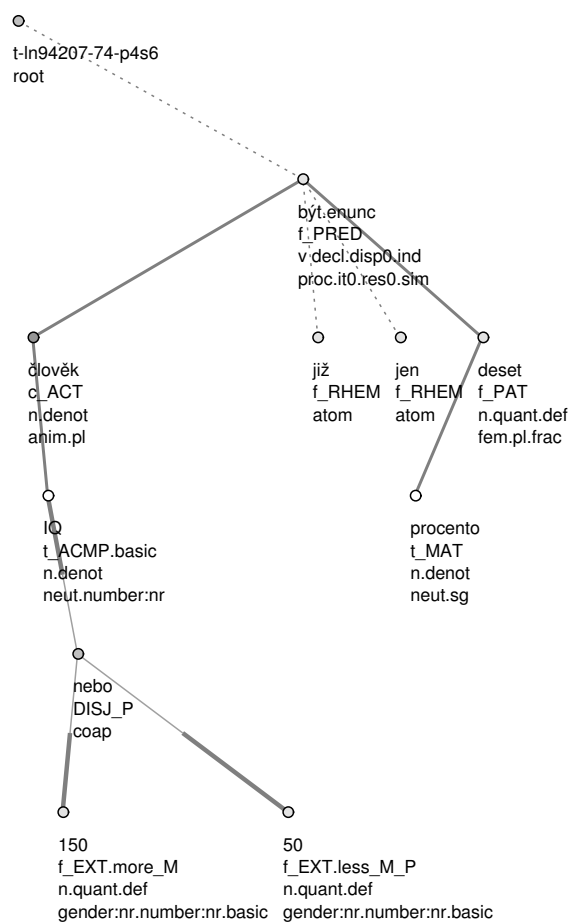 t-ln94207-74-p4s6
root
být.enunc
f_PRED
v.decl.disp0.ind
proc.it0.res0.sim
člověk
c_ACT
n.denot
anim.pl
již
f_RHEM
atom
jen
f_RHEM
atom
deset
f_PAT
n.quant.def
fem.pl.frac
IQ
t_ACMP.basic
n.denot
neut.number:nr
procento
t_MAT
n.denot
neut.sg
nebo
DISJ_P
coap
150
f_EXT.more_M
n.quant.def
gender:nr.number:nr.basic
50
f_EXT.less_M_P
n.quant.def
gender:nr.number:nr.basic